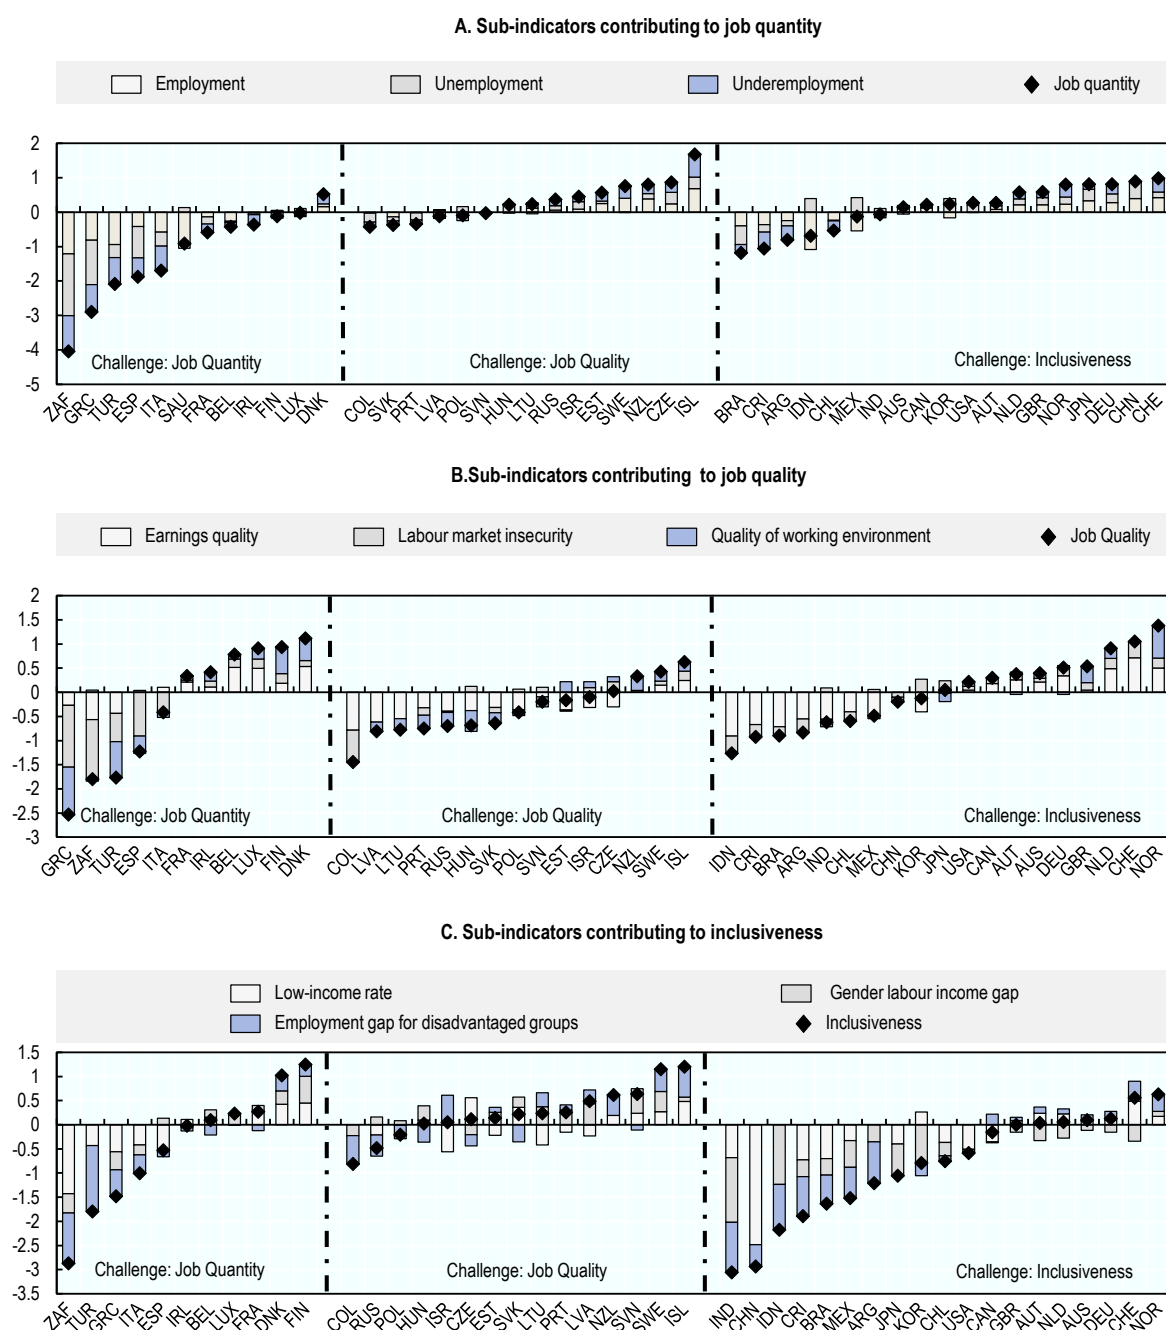 A. Sub-indicators contributing to job quantity
Employment Unemployment Underemployment Job quantity
2
1
0
-1
-2
-3
-4
-5
Challenge: Job Quantity Challenge: Job Quality Challenge: Inclusiveness
ZAF GRC TUR ESP ITA SAU FRA BEL IRL FIN LUX DNK COL SVK PRT LVA POL SVN HUN LTU RUS ISR EST SWE NZL CZE ISL BRA CRI ARG IDN CHL MEX IND AUS CAN KOR USA AUT NLD GBR NOR JPN DEU CHN CHE
B.Sub-indicators contributing to job quality
Earnings quality Labour market insecurity Quality of working environment Job Quality
2
1.5
1
0.5
0
-0.5
-1
-1.5
-2
-2.5
-3
Challenge: Job Quantity Challenge: Job Quality Challenge: Inclusiveness
GRC ZAF TUR ESP ITA FRA IRL BEL LUX FIN DNK COL LVA LTU PRT RUS HUN SVK POL SVN EST ISR CZE NZL SWE ISL IDN CRI BRA ARG IND CHL MEX CHN KOR JPN USA CAN AUT AUS DEU GBR NLD CHE NOR
C. Sub-indicators contributing to inclusiveness
Low-income rate Gender labour income gap
Employment gap for disadvantaged groups Inclusiveness
1.5
1
0.5
0
-0.5
-1
-1.5
-2
-2.5
-3
-3.5
Challenge: Job Quantity Challenge: Job Quality Challenge: Inclusiveness
ZAF TUR GRC ITA ESP IRL BEL LUX FRA DNK FIN COL RUS POL HUN ISR CZE EST SVK LTU PRT LVA NZL SVN SWE ISL IND CHN IDN CRI BRA MEX ARG JPN KOR CHL USA CAN GBR AUT NLD AUS DEU CHE NOR